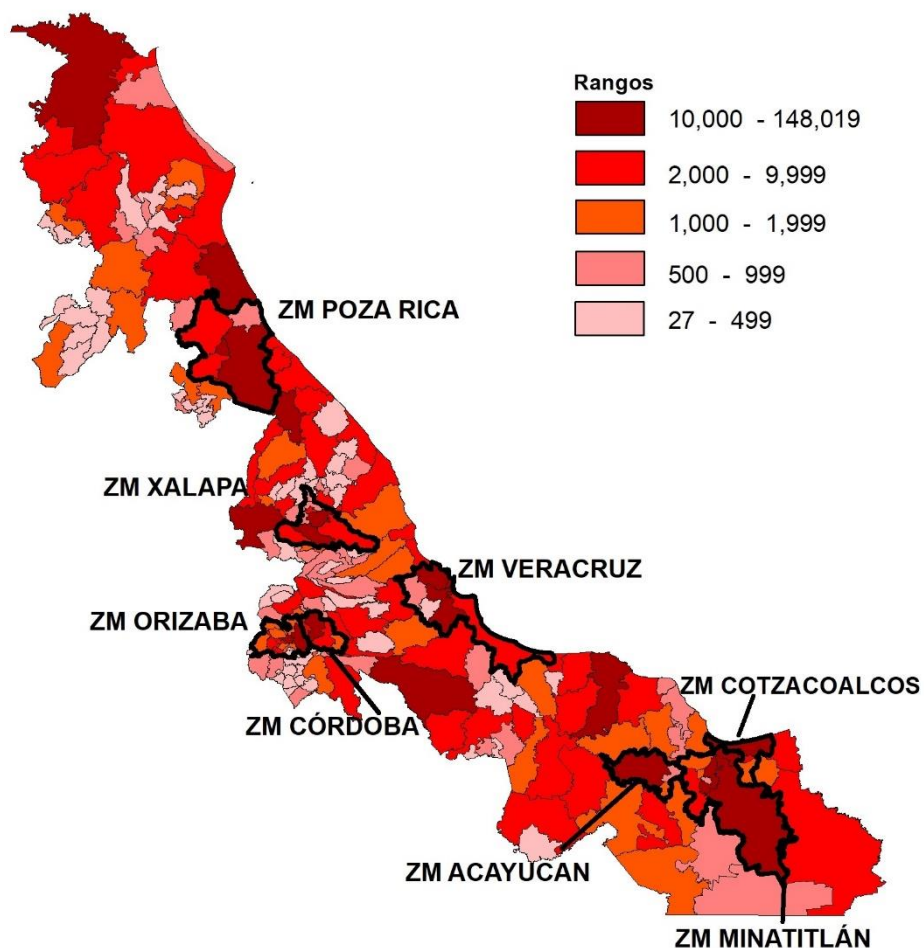 Rangos
10,000 - 148,019
2,000 - 9,999
1,000 - 1,999
500 - 999
27 - 499
ZM POZA RICA
ZM XALAPA
ZM VERACRUZ
ZM ORIZABA
ZM COTZACOALCOS
ZM CÓRDOBA
ZM ACAYUCAN
ZM MINATITLÁN